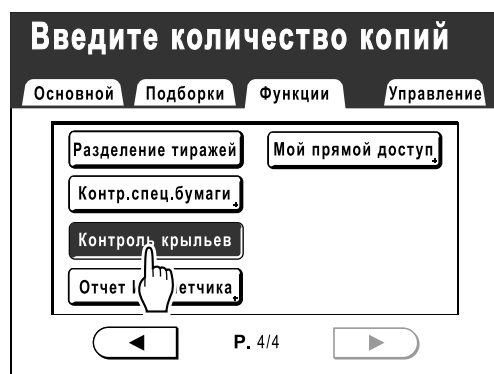 Введите количество копий
Основной Подборки Функции Управление
Разделение тиражей Мой прямой доступ
Контр.спец.бумаги
Контроль крыльев
Отчет
P. 4/4